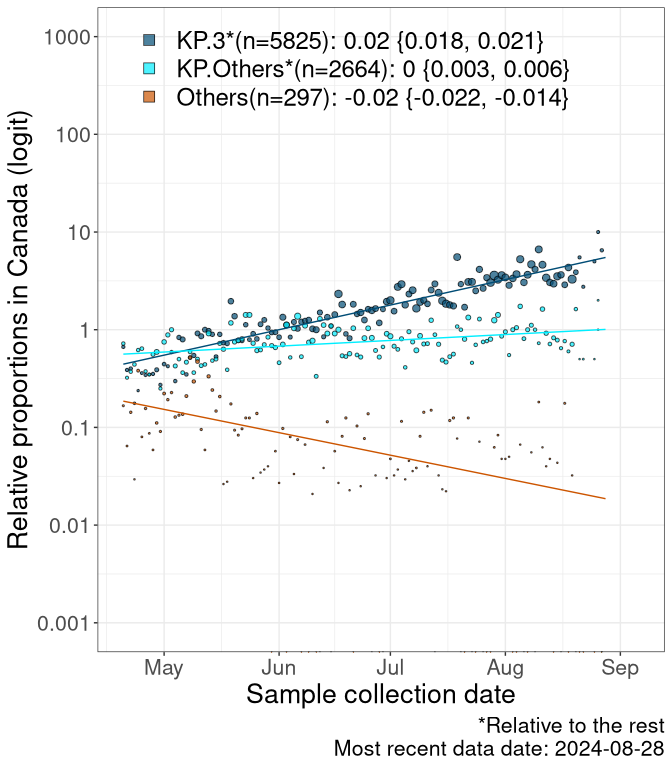 KP.3*(n=5825): 0.02 {0.018, 0.021}
KP.Others*(n=2664): 0 {0.003, 0.006}
Others(n=297): -0.02 {-0.022, -0.014}
Relative proportions in Canada (logit)
1000
100
10
1
0.1
0.01
0.001
May Jun Jul Aug Sep
Sample collection date
*Relative to the rest
Most recent data date: 2024-08-28